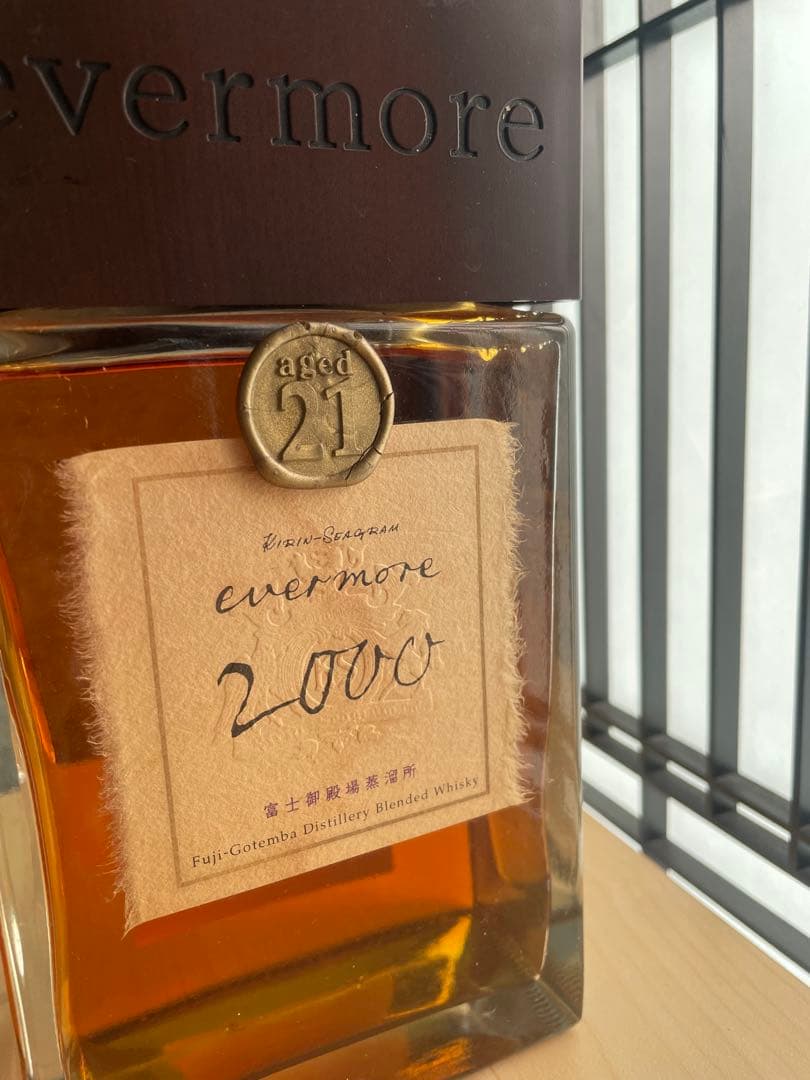 evermore
aged
21
KIRIN-SEAGRAM
evermore
2000
富士御殿場蒸溜所
Fuji-Gotemba Distillery Blended Whisky